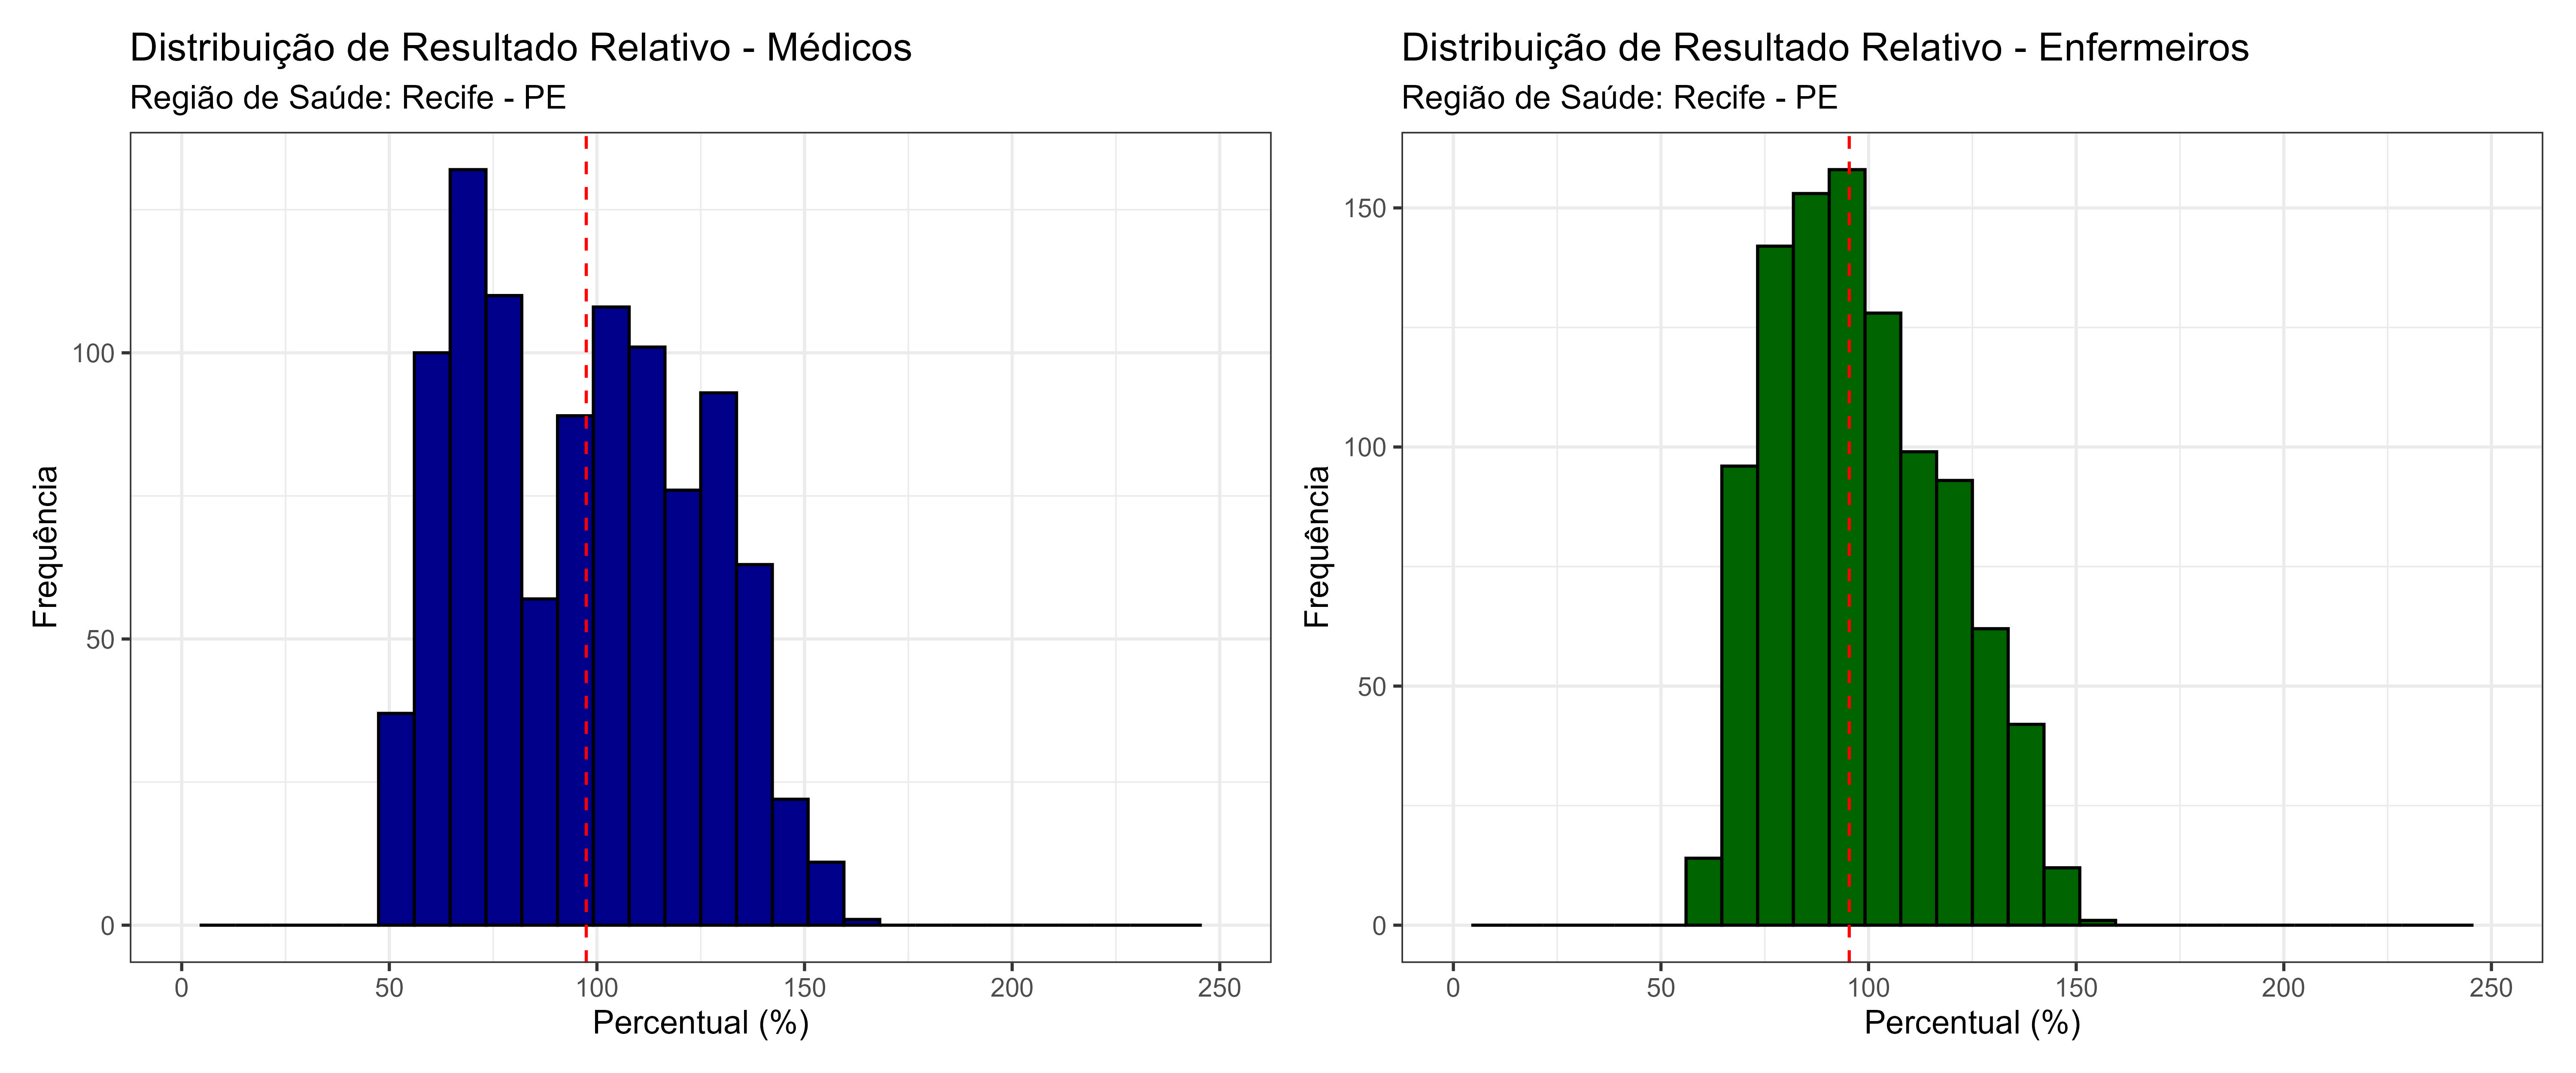 Distribuição de Resultado Relativo - Médicos
Região de Saúde: Recife - PE
Frequência
100
50
0
0 50 100 150 200 250
Percentual (%)
Distribuição de Resultado Relativo - Enfermeiros
Região de Saúde: Recife - PE
Frequência
150
100
50
0
0 50 100 150 200 250
Percentual (%)